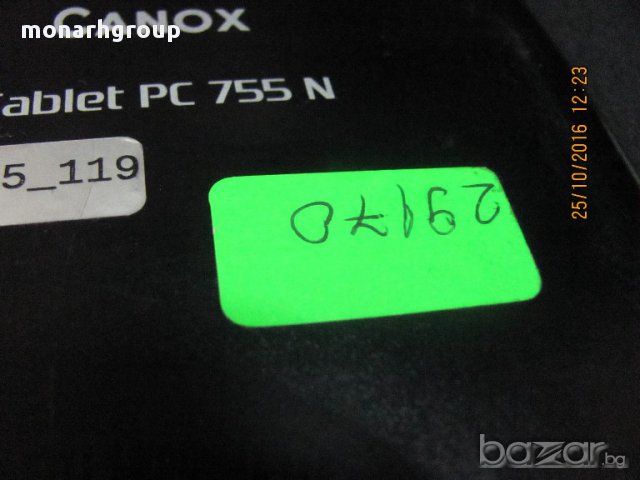 monarhgroup
CANOX
Tablet PC 755 N
5_119
29170
25/10/2016 12:23
bazar.bg